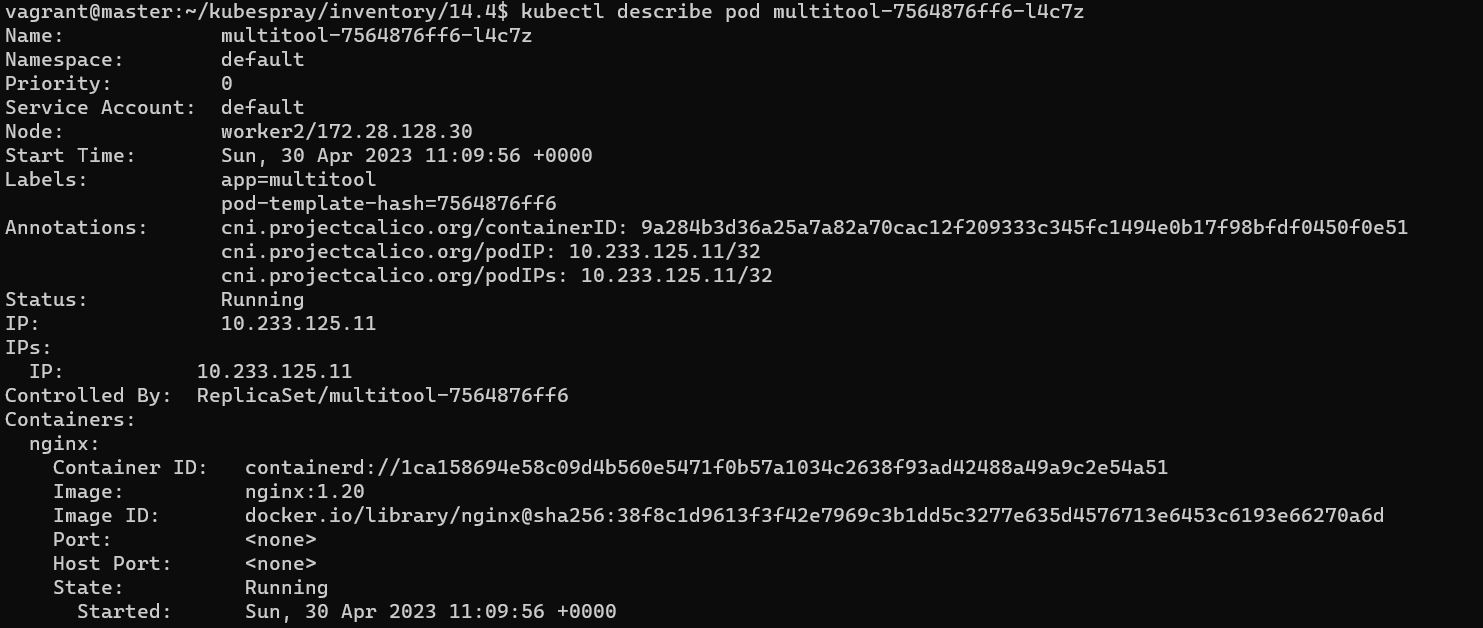 vagrant@master:~/kubespray/inventory/14.4$ kubectl describe pod multitool-7564876ff6-l4c7z
Name:             multitool-7564876ff6-l4c7z
Namespace:        default
Priority:         0
Service Account:  default
Node:             worker2/172.28.128.30
Start Time:       Sun, 30 Apr 2023 11:09:56 +0000
Labels:           app=multitool
                  pod-template-hash=7564876ff6
Annotations:      cni.projectcalico.org/containerID: 9a284b3d36a25a7a82a70cac12f209333c345fc1494e0b17f98bfdf0450f0e51
                  cni.projectcalico.org/podIP: 10.233.125.11/32
                  cni.projectcalico.org/podIPs: 10.233.125.11/32
Status:           Running
IP:               10.233.125.11
IPs:
  IP:           10.233.125.11
Controlled By:  ReplicaSet/multitool-7564876ff6
Containers:
  nginx:
    Container ID:   containerd://1ca158694e58c09d4b560e5471f0b57a1034c2638f93ad42488a49a9c2e54a51
    Image:          nginx:1.20
    Image ID:       docker.io/library/nginx@sha256:38f8c1d9613f3f42e7969c3b1dd5c3277e635d4576713e6453c6193e66270a6d
    Port:           <none>
    Host Port:      <none>
    State:          Running
      Started:      Sun, 30 Apr 2023 11:09:56 +0000